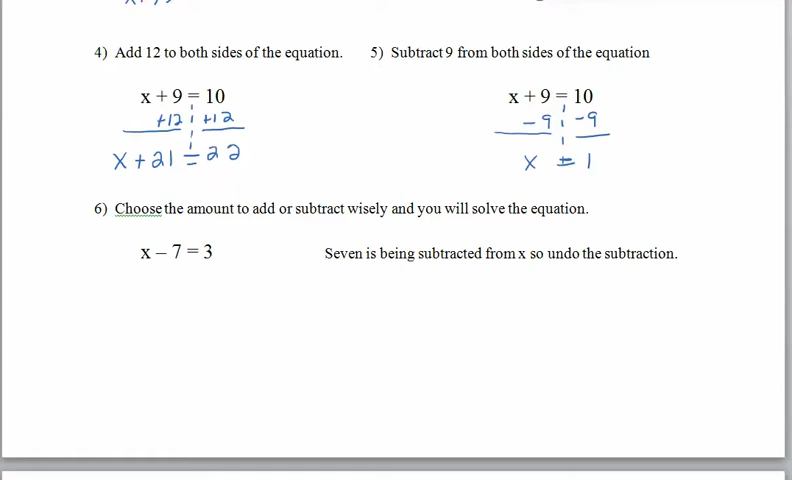 4) Add 12 to both sides of the equation. 5) Subtract 9 from both sides of the equation
x + 9 = 10 x + 9 = 10
+12 +12 -9 -9
x + 21 = 22 x = 1
6) Choose the amount to add or subtract wisely and you will solve the equation.
x – 7 = 3 Seven is being subtracted from x so undo the subtraction.